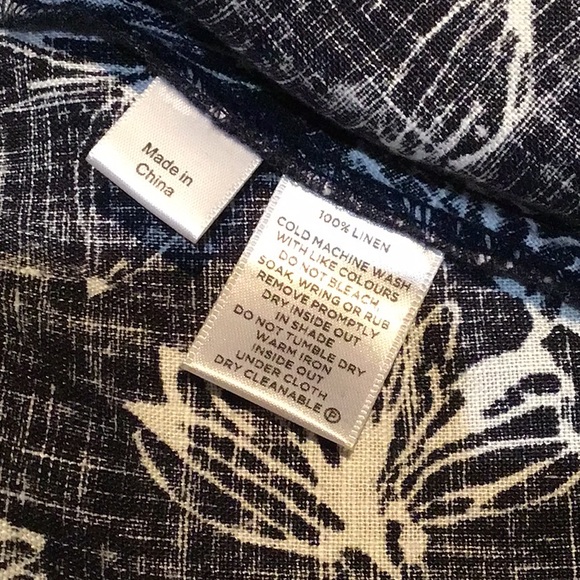 Made in
China
100% LINEN
COLD MACHINE WASH
WITH LIKE COLOURS
DO NOT BLEACH,
SOAK, WRING OR RUB
REMOVE PROMPTLY
DRY INSIDE OUT
IN SHADE
DO NOT TUMBLE DRY
WARM IRON
INSIDE OUT
UNDER CLOTH
DRY CLEANABLE Ⓟ